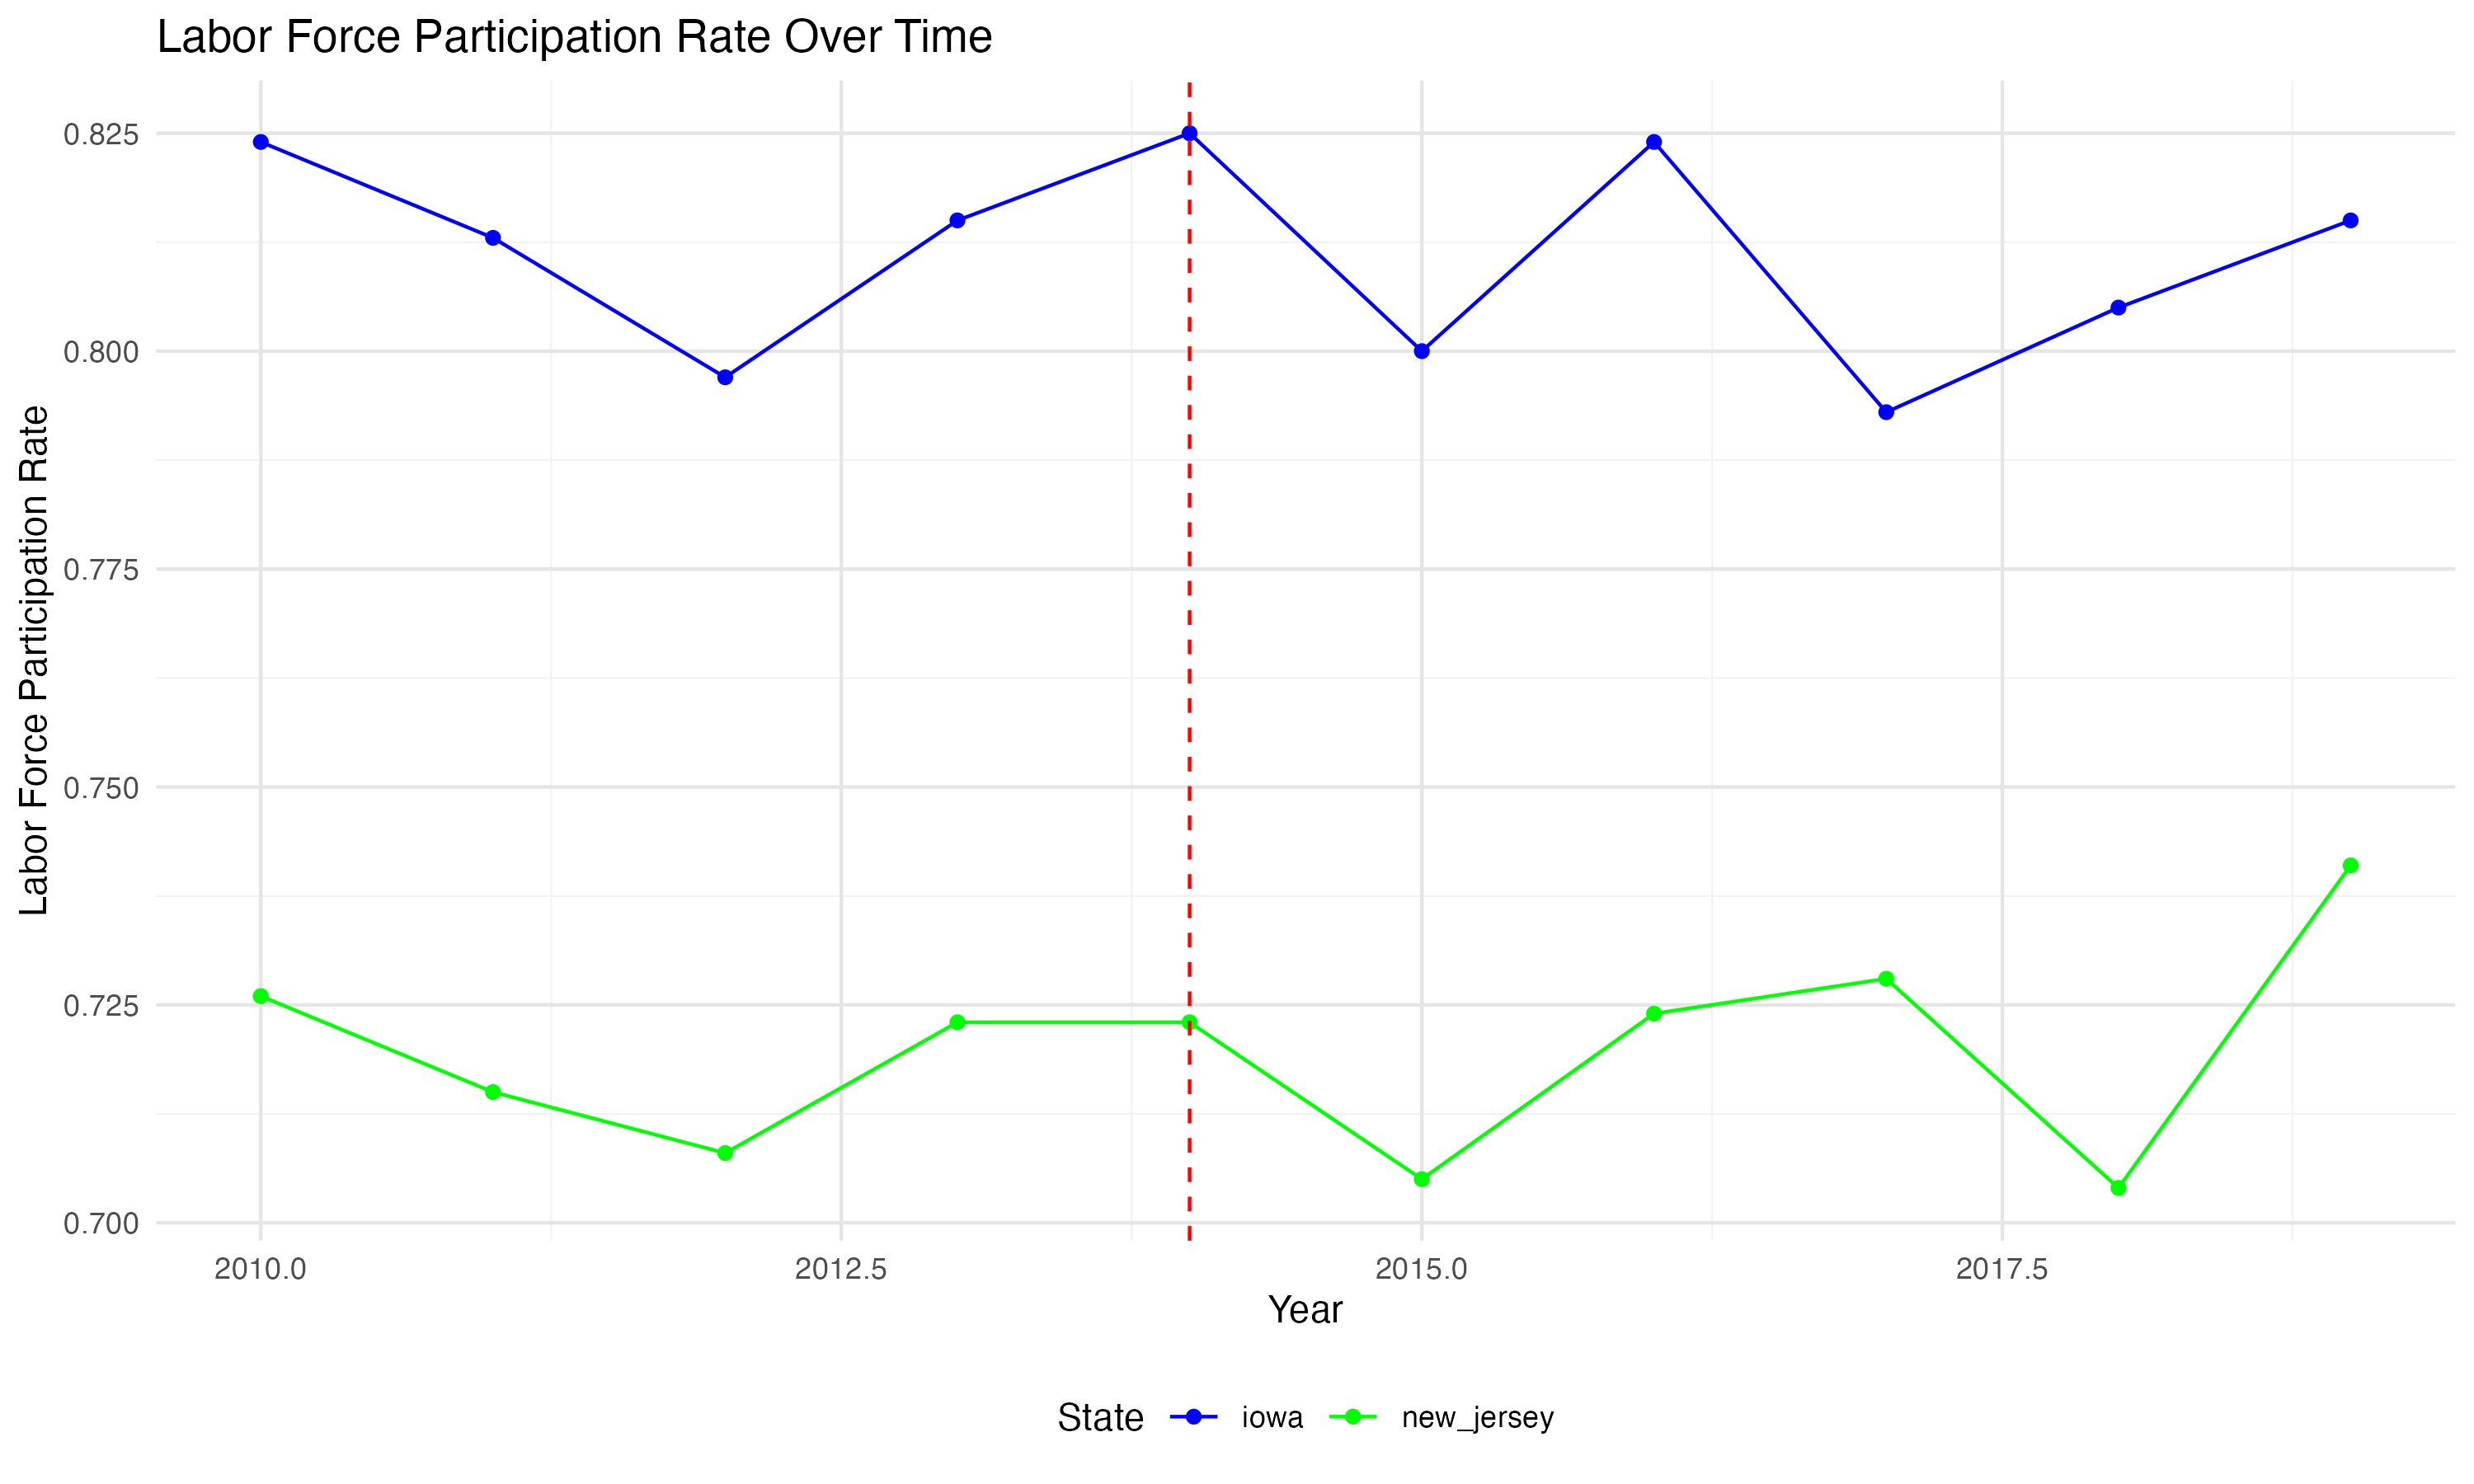 Labor Force Participation Rate Over Time
Labor Force Participation Rate
0.825
0.800
0.775
0.750
0.725
0.700
2010.0 2012.5 2015.0 2017.5
Year
State iowa new_jersey